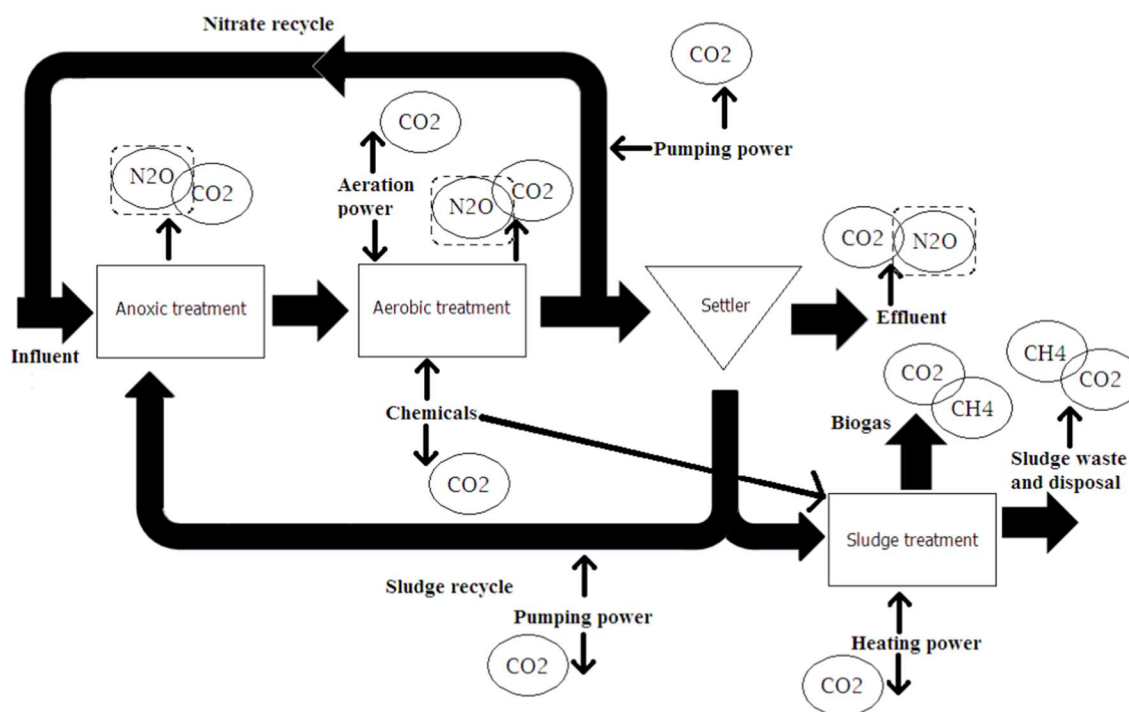 Nitrate recycle
CO2
CO2
Pumping power
N2O
CO2
Aeration
power
N2O
CO2
CO2
N2O
Anoxic treatment
Aerobic treatment
Settler
Effluent
Influent
CH4
CO2
CO2
CH4
Chemicals
Biogas
Sludge waste
and disposal
CO2
Sludge treatment
Sludge recycle
Pumping power
CO2
Heating power
CO2